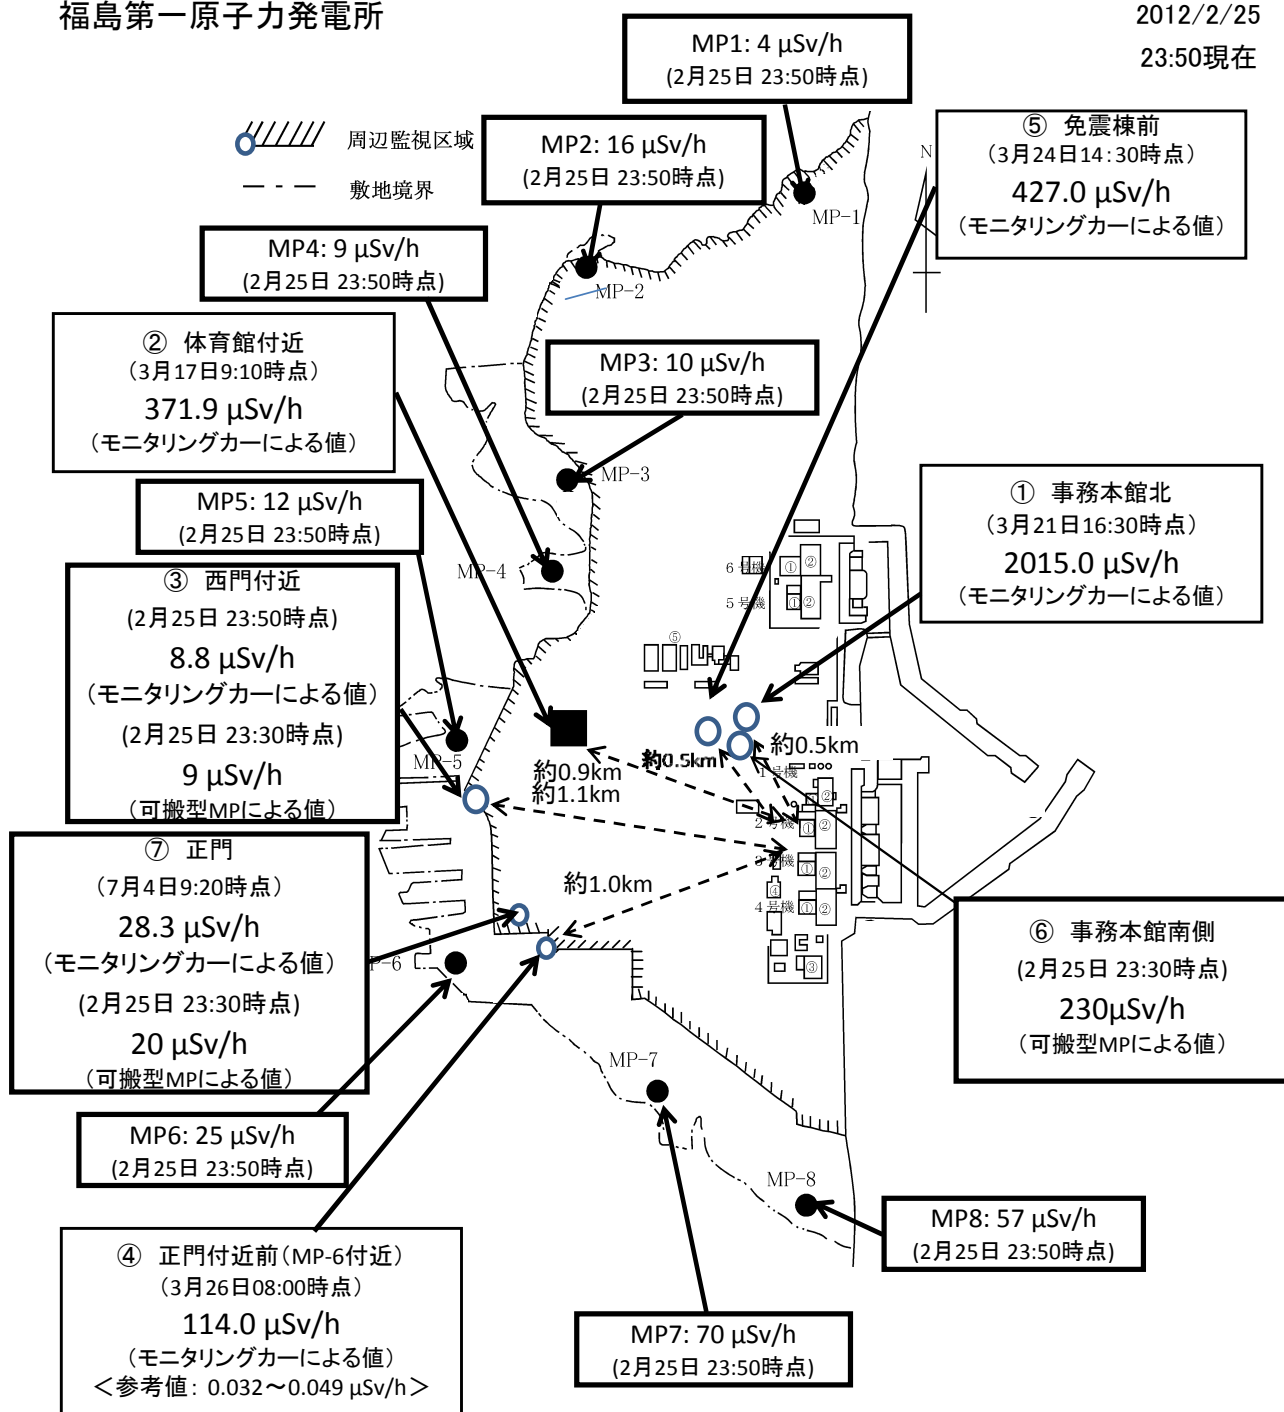 福島第一原子力発電所
2012/2/25
23:50現在
MP1: 4 μSv/h
(2月25日 23:50時点)
周辺監視区域
敷地境界
MP2: 16 μSv/h
(2月25日 23:50時点)
⑤ 免震棟前
(3月24日14:30時点)
427.0 μSv/h
(モニタリングカーによる値)
N
MP-1
MP4: 9 μSv/h
(2月25日 23:50時点)
MP-2
② 体育館付近
(3月17日9:10時点)
371.9 μSv/h
(モニタリングカーによる値)
MP3: 10 μSv/h
(2月25日 23:50時点)
MP-3
① 事務本館北
(3月21日16:30時点)
2015.0 μSv/h
(モニタリングカーによる値)
MP5: 12 μSv/h
(2月25日 23:50時点)
MP-4
6号機
① ②
5号機
① ②
⑤
③ 西門付近
(2月25日 23:50時点)
8.8 μSv/h
(モニタリングカーによる値)
(2月25日 23:30時点)
9 μSv/h
(可搬型MPによる値)
MP-5
約0.9km
約1.1km
約0.5km
約0.5km
1号機
②
2号機
① ②
3号機
① ②
④
4号機
① ②
③
約1.0km
⑦ 正門
(7月4日9:20時点)
28.3 μSv/h
(モニタリングカーによる値)
(2月25日 23:30時点)
20 μSv/h
(可搬型MPによる値)
P-6
⑥ 事務本館南側
(2月25日 23:30時点)
230μSv/h
(可搬型MPによる値)
MP-7
MP6: 25 μSv/h
(2月25日 23:50時点)
MP-8
MP8: 57 μSv/h
(2月25日 23:50時点)
④ 正門付近前(MP-6付近)
(3月26日08:00時点)
114.0 μSv/h
(モニタリングカーによる値)
<参考値: 0.032～0.049 μSv/h>
MP7: 70 μSv/h
(2月25日 23:50時点)